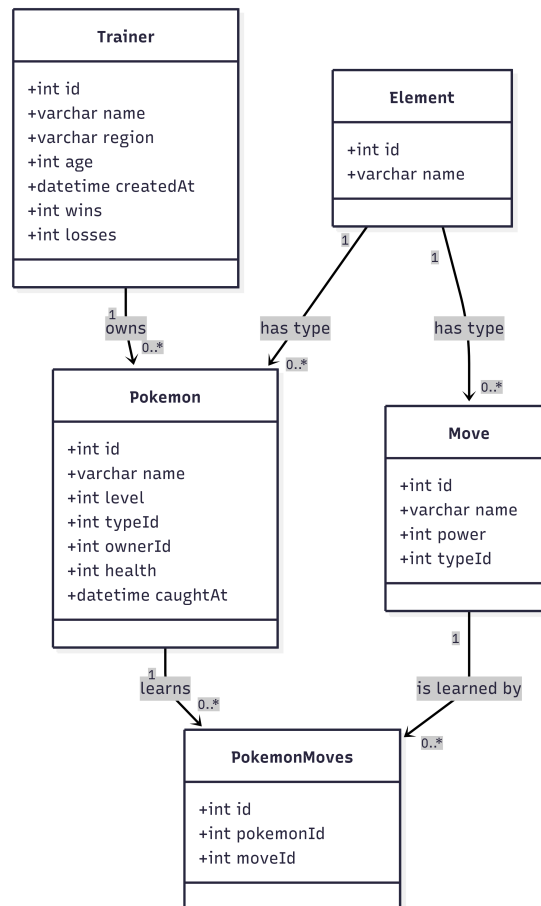 Trainer
+int id
+varchar name
+varchar region
+int age
+datetime createdAt
+int wins
+int losses
Element
+int id
+varchar name
1
owns
0..*
1
has type
0..*
1
has type
0..*
Pokemon
+int id
+varchar name
+int level
+int typeId
+int ownerId
+int health
+datetime caughtAt
Move
+int id
+varchar name
+int power
+int typeId
1
learns
0..*
1
is learned by
0..*
PokemonMoves
+int id
+int pokemonId
+int moveId